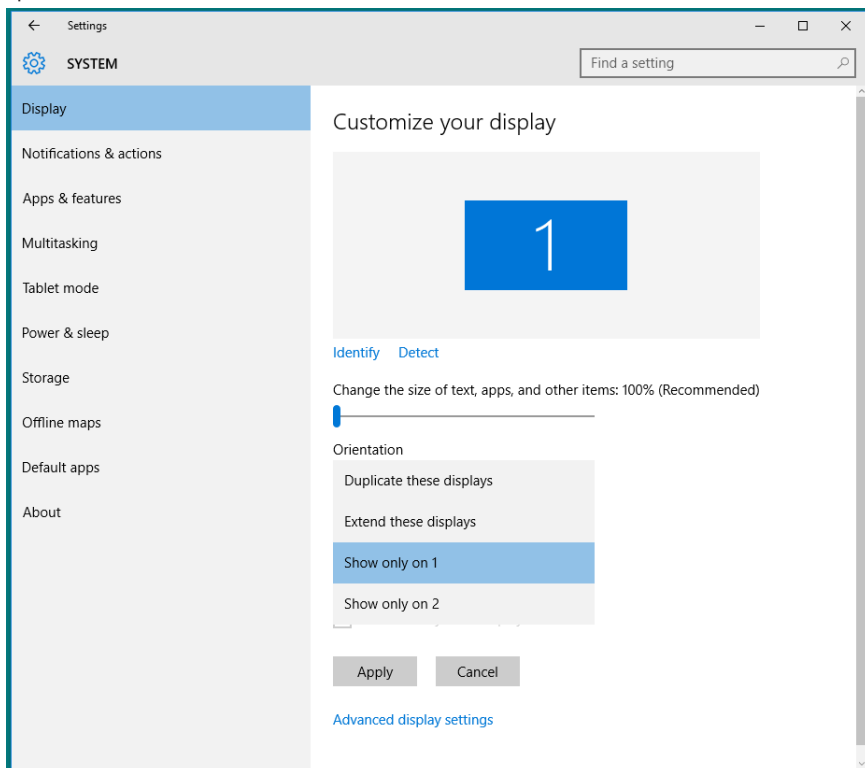 Settings
SYSTEM
Find a setting
Display
Notifications & actions
Apps & features
Multitasking
Tablet mode
Power & sleep
Storage
Offline maps
Default apps
About
Customize your display
1
Identify Detect
Change the size of text, apps, and other items: 100% (Recommended)
Orientation
Duplicate these displays
Extend these displays
Show only on 1
Show only on 2
Apply Cancel
Advanced display settings